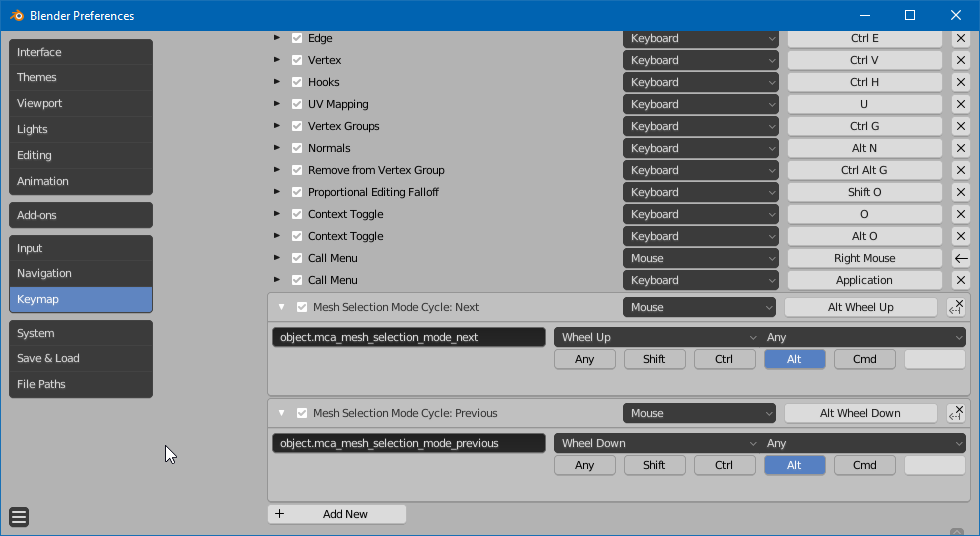 Blender Preferences
Interface
Themes
Viewport
Lights
Editing
Animation
Add-ons
Input
Navigation
Keymap
System
Save & Load
File Paths
Edge Keyboard Ctrl E
Vertex Keyboard Ctrl V
Hooks Keyboard Ctrl H
UV Mapping Keyboard U
Vertex Groups Keyboard Ctrl G
Normals Keyboard Alt N
Remove from Vertex Group Keyboard Ctrl Alt G
Proportional Editing Falloff Keyboard Shift O
Context Toggle Keyboard O
Context Toggle Keyboard Alt O
Call Menu Mouse Right Mouse
Call Menu Keyboard Application
Mesh Selection Mode Cycle: Next Mouse Alt Wheel Up
object.mca_mesh_selection_mode_next Wheel Up Any
Any Shift Ctrl Alt Cmd
Mesh Selection Mode Cycle: Previous Mouse Alt Wheel Down
object.mca_mesh_selection_mode_previous Wheel Down Any
Any Shift Ctrl Alt Cmd
+ Add New